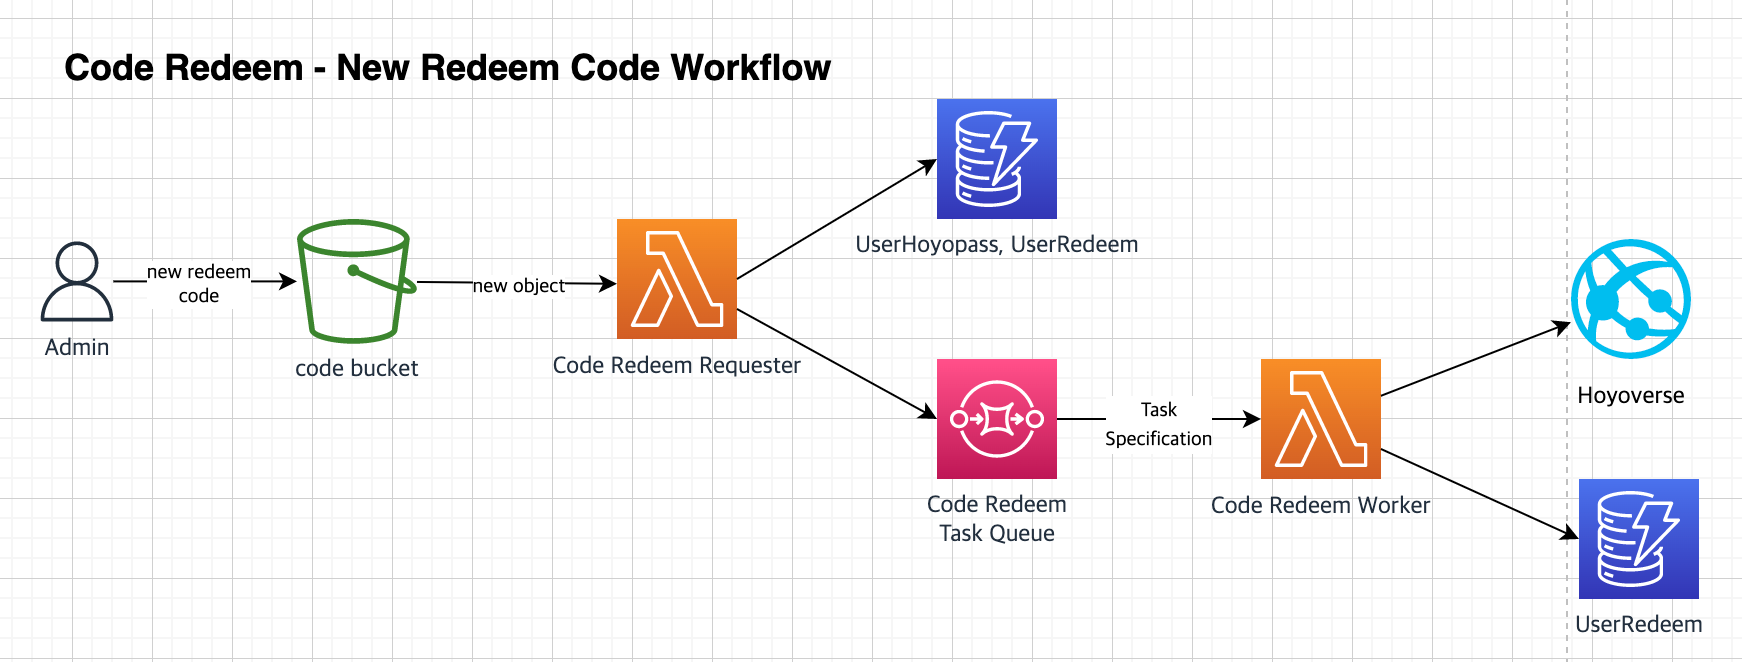 Code Redeem - New Redeem Code Workflow
UserHoyopass, UserRedeem
new redeem
code
new object
Admin
code bucket
Code Redeem Requester
Hoyoverse
Task
Specification
Code Redeem
Task Queue
Code Redeem Worker
UserRedeem